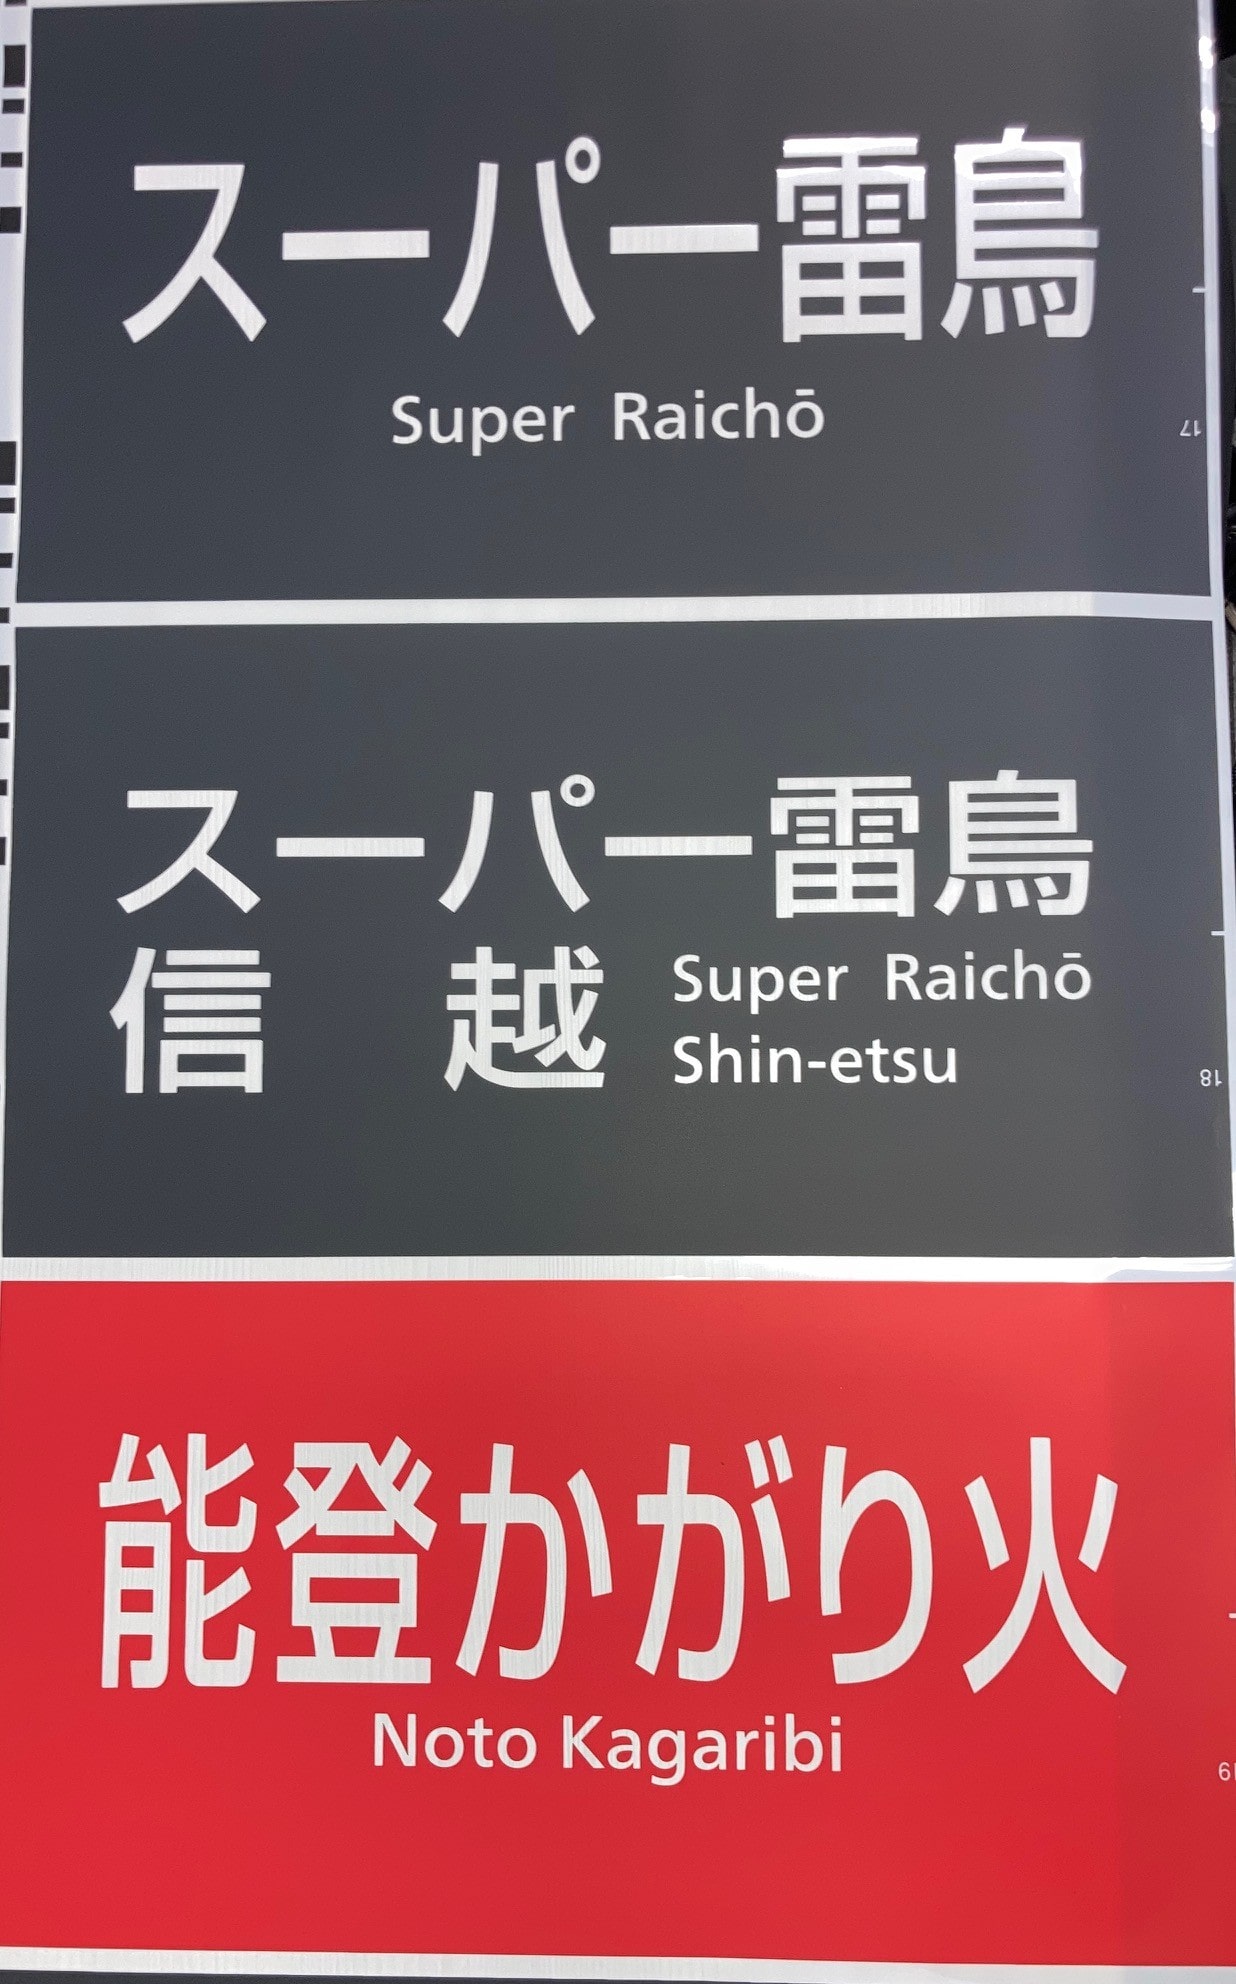 スーパー雷鳥
Super Raichō
17
スーパー雷鳥
信越
Super Raichō
Shin-etsu
18
能登かがり火
Noto Kagaribi
19